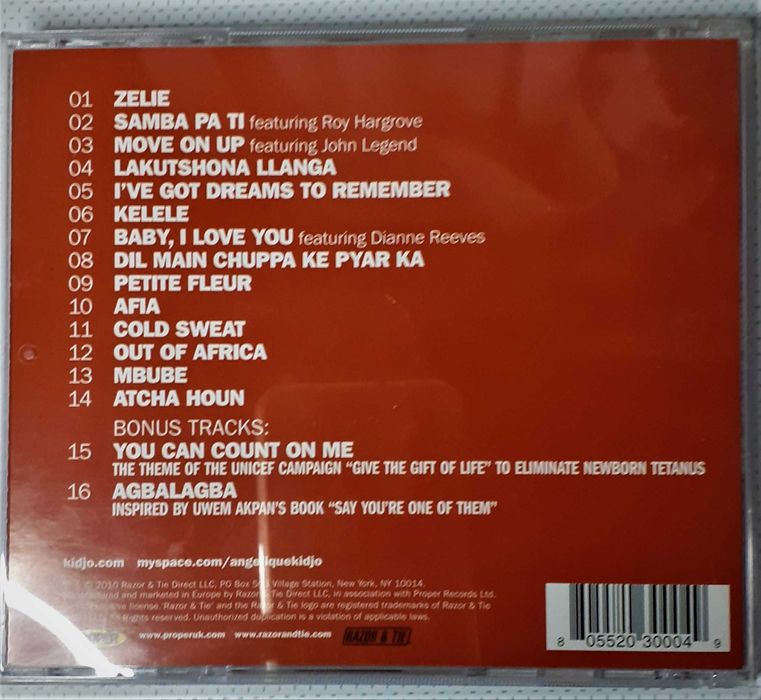 01 ZELIE
02 SAMBA PA TI featuring Roy Hargrove
03 MOVE ON UP featuring John Legend
04 LAKUTSHONA LLANGA
05 I'VE GOT DREAMS TO REMEMBER
06 KELELE
07 BABY, I LOVE YOU featuring Dianne Reeves
08 DIL MAIN CHUPPA KE PYAR KA
09 PETITE FLEUR
10 AFIA
11 COLD SWEAT
12 OUT OF AFRICA
13 MBUBE
14 ATCHA HOUN
BONUS TRACKS:
15 YOU CAN COUNT ON ME
THE THEME OF THE UNICEF CAMPAIGN "GIVE THE GIFT OF LIFE" TO ELIMINATE NEWBORN TETANUS
16 AGBALAGBA
INSPIRED BY UWEM AKPAN'S BOOK "SAY YOU'RE ONE OF THEM"
kidjo.com myspace.com/angeliquekidjo
© 2010 Razor & Tie Direct LLC, PO Box Village Station, New York, NY 10014.
and marketed in Europe by Razor & Tie Direct LLC, in association with Proper Records Ltd.
license. 'Razor & Tie' and the Razor & Tie logo are registered trademarks of Razor & Tie
Rights reserved. Unauthorized duplication is a violation of applicable laws.
www.properuk.com www.razorandtie.com RAZOR & TIE
8 05520 30004 9